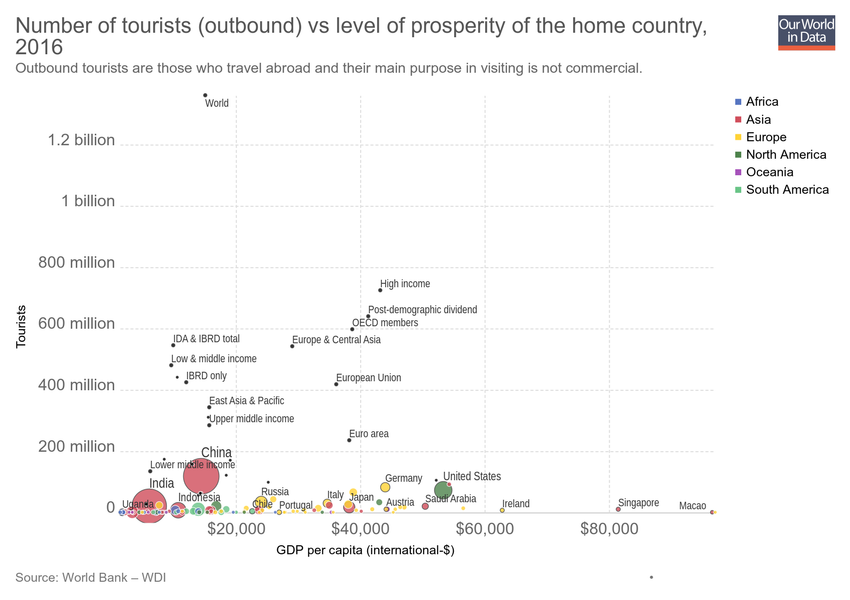 Number of tourists (outbound) vs level of prosperity of the home country,
2016
Our World
in Data
Outbound tourists are those who travel abroad and their main purpose in visiting is not commercial.
World
Africa
Asia
Europe
North America
Oceania
South America
1.2 billion
1 billion
800 million
High income
Post-demographic dividend
600 million
OECD members
IDA & IBRD total
Europe & Central Asia
Low & middle income
IBRD only
European Union
400 million
East Asia & Pacific
Upper middle income
Euro area
200 million
China
Lower middle income
India
Germany
United States
Russia
Indonesia
Italy
Japan
Saudi Arabia
Uganda
Chile
Portugal
Austria
Ireland
Singapore
Macao
0
$20,000
$40,000
$60,000
$80,000
Tourists
GDP per capita (international-$)
Source: World Bank – WDI